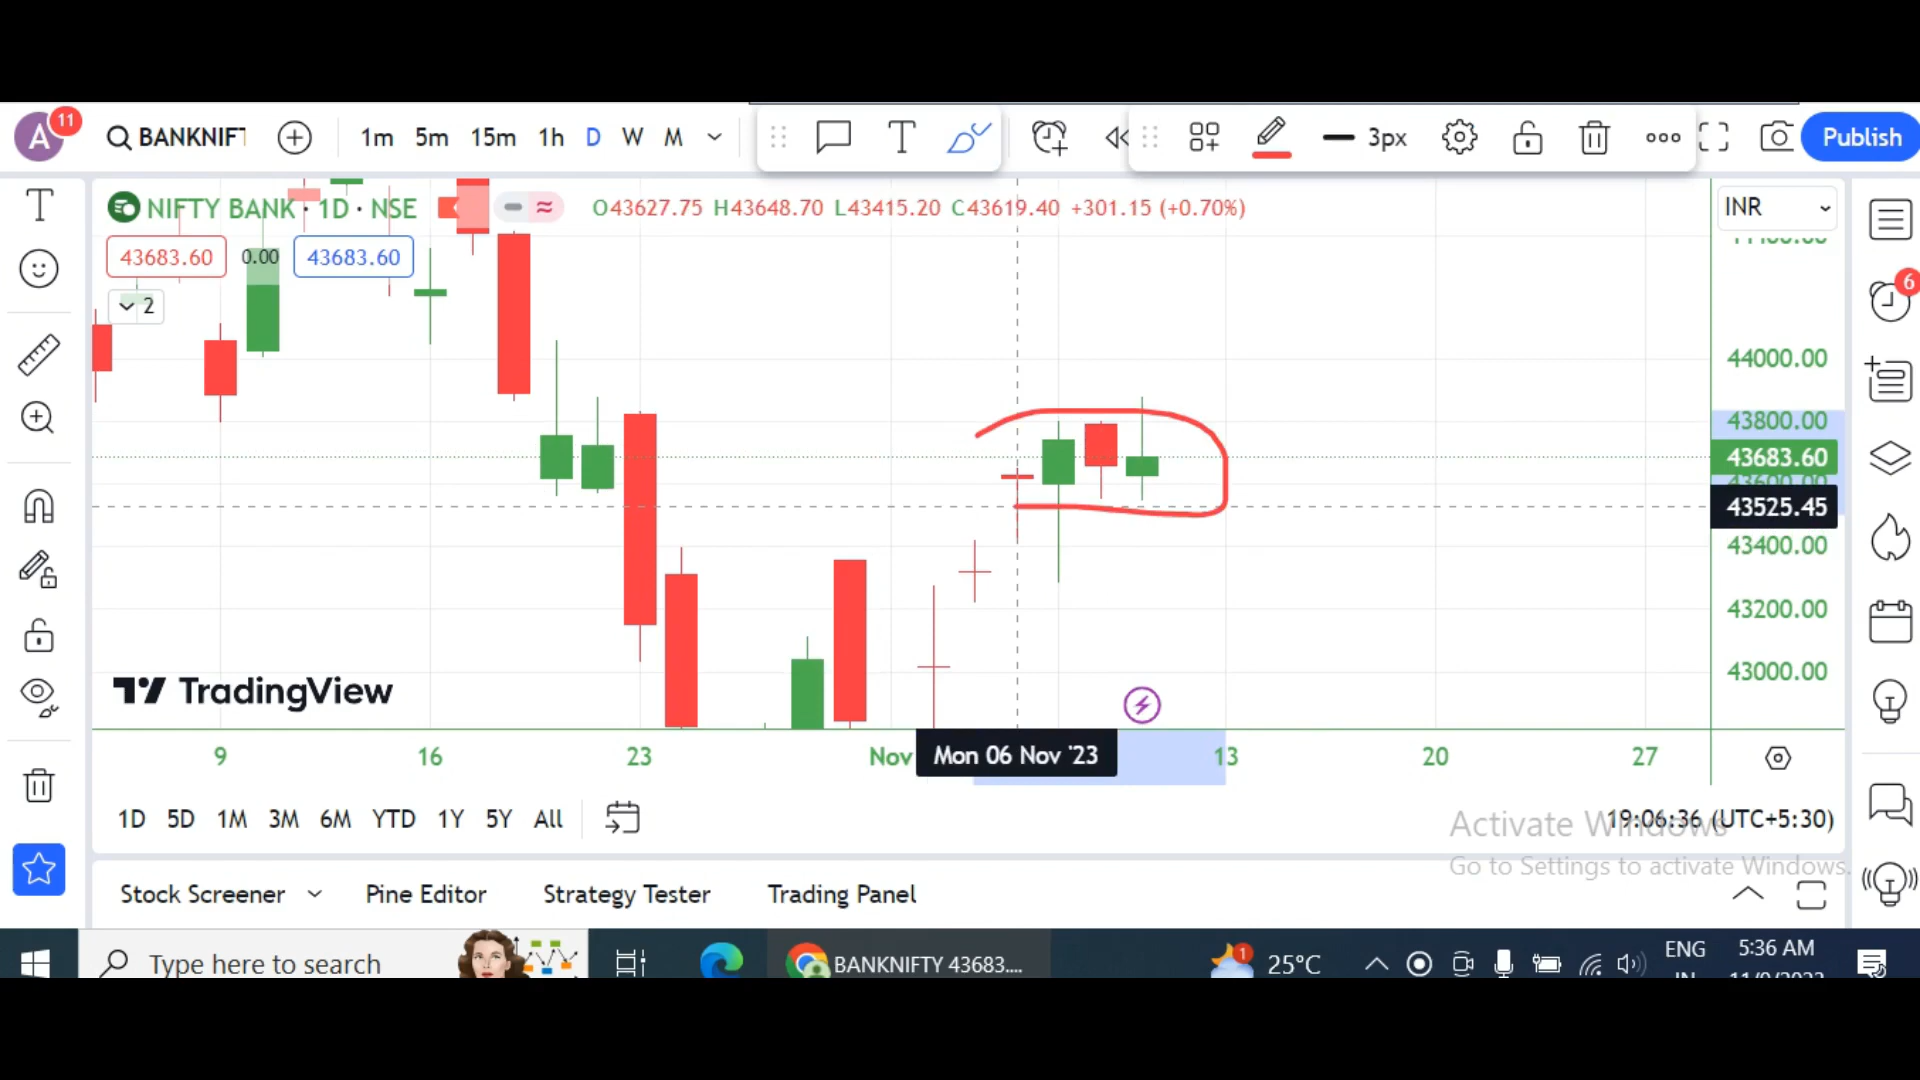 A 11 BANKNIFT 1m 5m 15m 1h D W M T 3px Publish
T NIFTY BANK · 1D · NSE O43627.75 H43648.70 L43415.20 C43619.40 +301.15 (+0.70%) INR
43683.60 0.00 43683.60
2
6
44000.00
43800.00
43683.60
43525.45
43400.00
43200.00
43000.00
TradingView
9 16 23 Nov Mon 06 Nov '23 13 20 27
1D 5D 1M 3M 6M YTD 1Y 5Y All 19:06:36 (UTC+5:30)
Activate Windows
Go to Settings to activate Windows.
Stock Screener Pine Editor Strategy Tester Trading Panel
Type here to search BANKNIFTY 43683.... 1 25°C ENG 5:36 AM